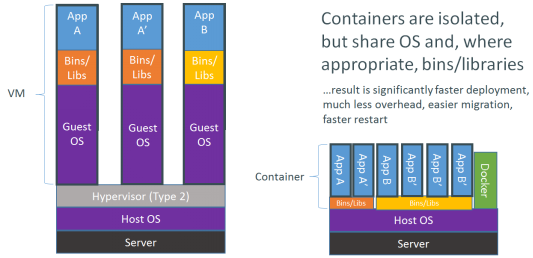 App
A
App
A'
App
B
Bins/
Libs
Bins/
Libs
Bins/
Libs
VM
Guest
OS
Guest
OS
Guest
OS
Hypervisor (Type 2)
Host OS
Server
Containers are isolated,
but share OS and, where
appropriate, bins/libraries
…result is significantly faster deployment,
much less overhead, easier migration,
faster restart
Container
App A
App A'
App B
App B'
App B'
App B'
Docker
Bins/Libs
Bins/Libs
Host OS
Server